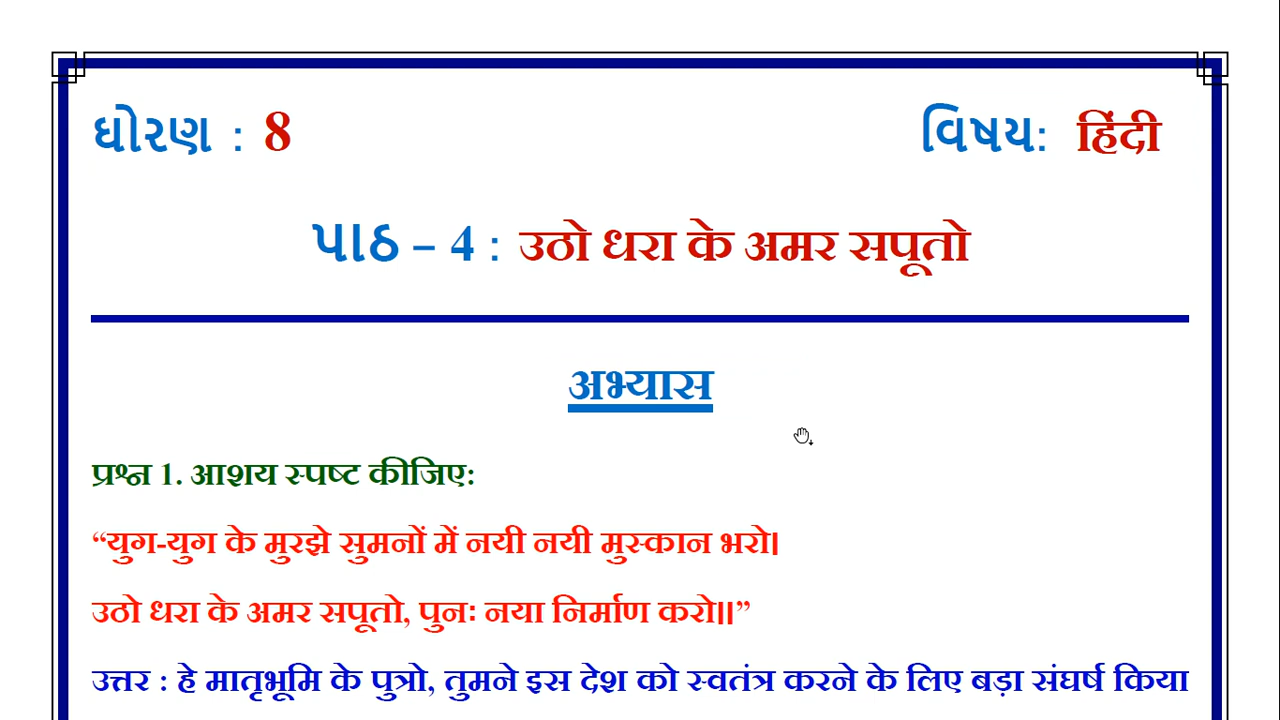 ધોરણ : 8 વિષય: हिंदी
પાઠ – 4 : उठो धरा के अमर सपूतो
अभ्यास
प्रश्न 1. आशय स्पष्ट कीजिए:
“युग-युग के मुरझे सुमनों में नयी नयी मुस्कान भरो।
उठो धरा के अमर सपूतो, पुनः नया निर्माण करो॥”
उत्तर : हे मातृभूमि के पुत्रो, तुमने इस देश को स्वतंत्र करने के लिए बड़ा संघर्ष किया